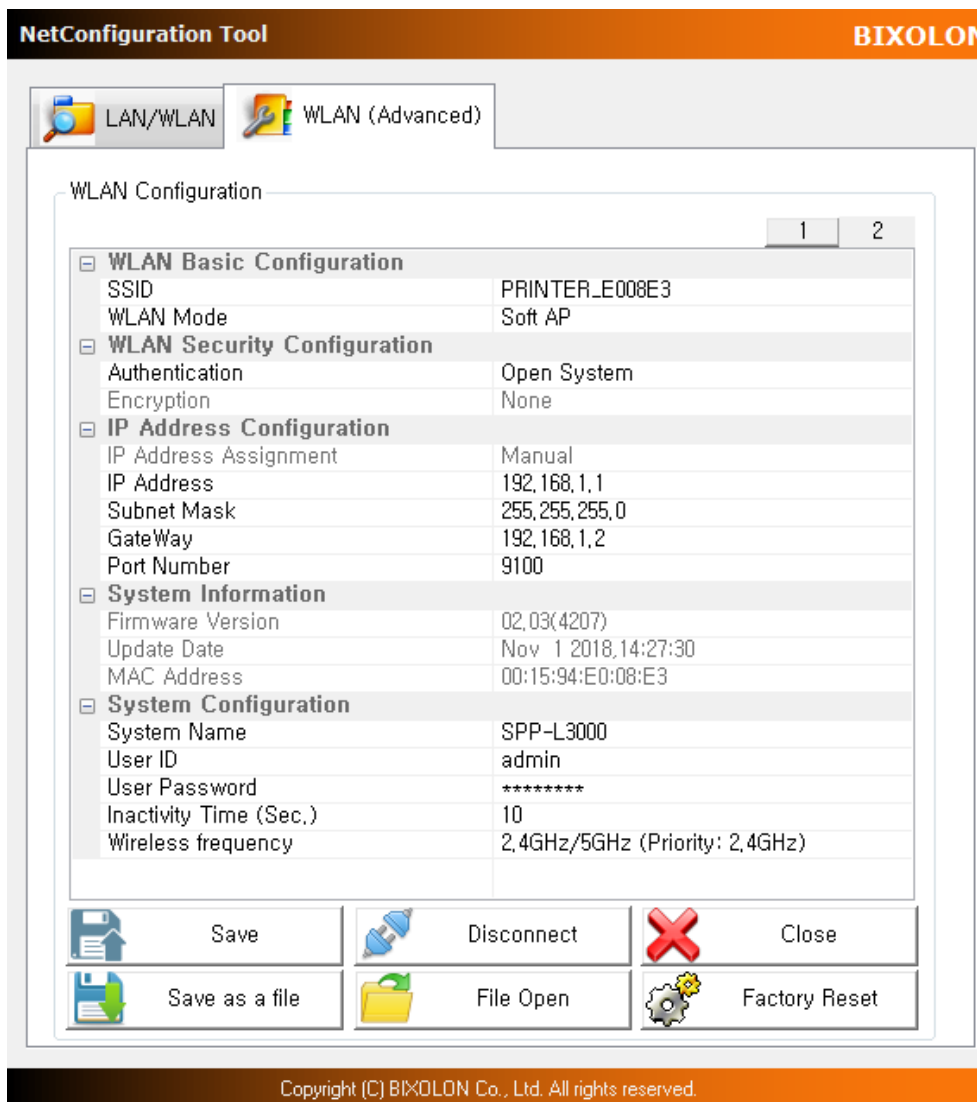 NetConfiguration Tool BIXOLON
LAN/WLAN WLAN (Advanced)
WLAN Configuration
1 2
WLAN Basic Configuration
SSID PRINTER_E008E3
WLAN Mode Soft AP
WLAN Security Configuration
Authentication Open System
Encryption None
IP Address Configuration
IP Address Assignment Manual
IP Address 192.168.1.1
Subnet Mask 255.255.255.0
GateWay 192.168.1.2
Port Number 9100
System Information
Firmware Version 02.03(4207)
Update Date Nov 1 2018,14:27:30
MAC Address 00:15:94:E0:08:E3
System Configuration
System Name SPP-L3000
User ID admin
User Password ********
Inactivity Time (Sec.) 10
Wireless frequency 2.4GHz/5GHz (Priority: 2.4GHz)
Save Disconnect Close
Save as a file File Open Factory Reset
Copyright (C) BIXOLON Co., Ltd. All rights reserved.